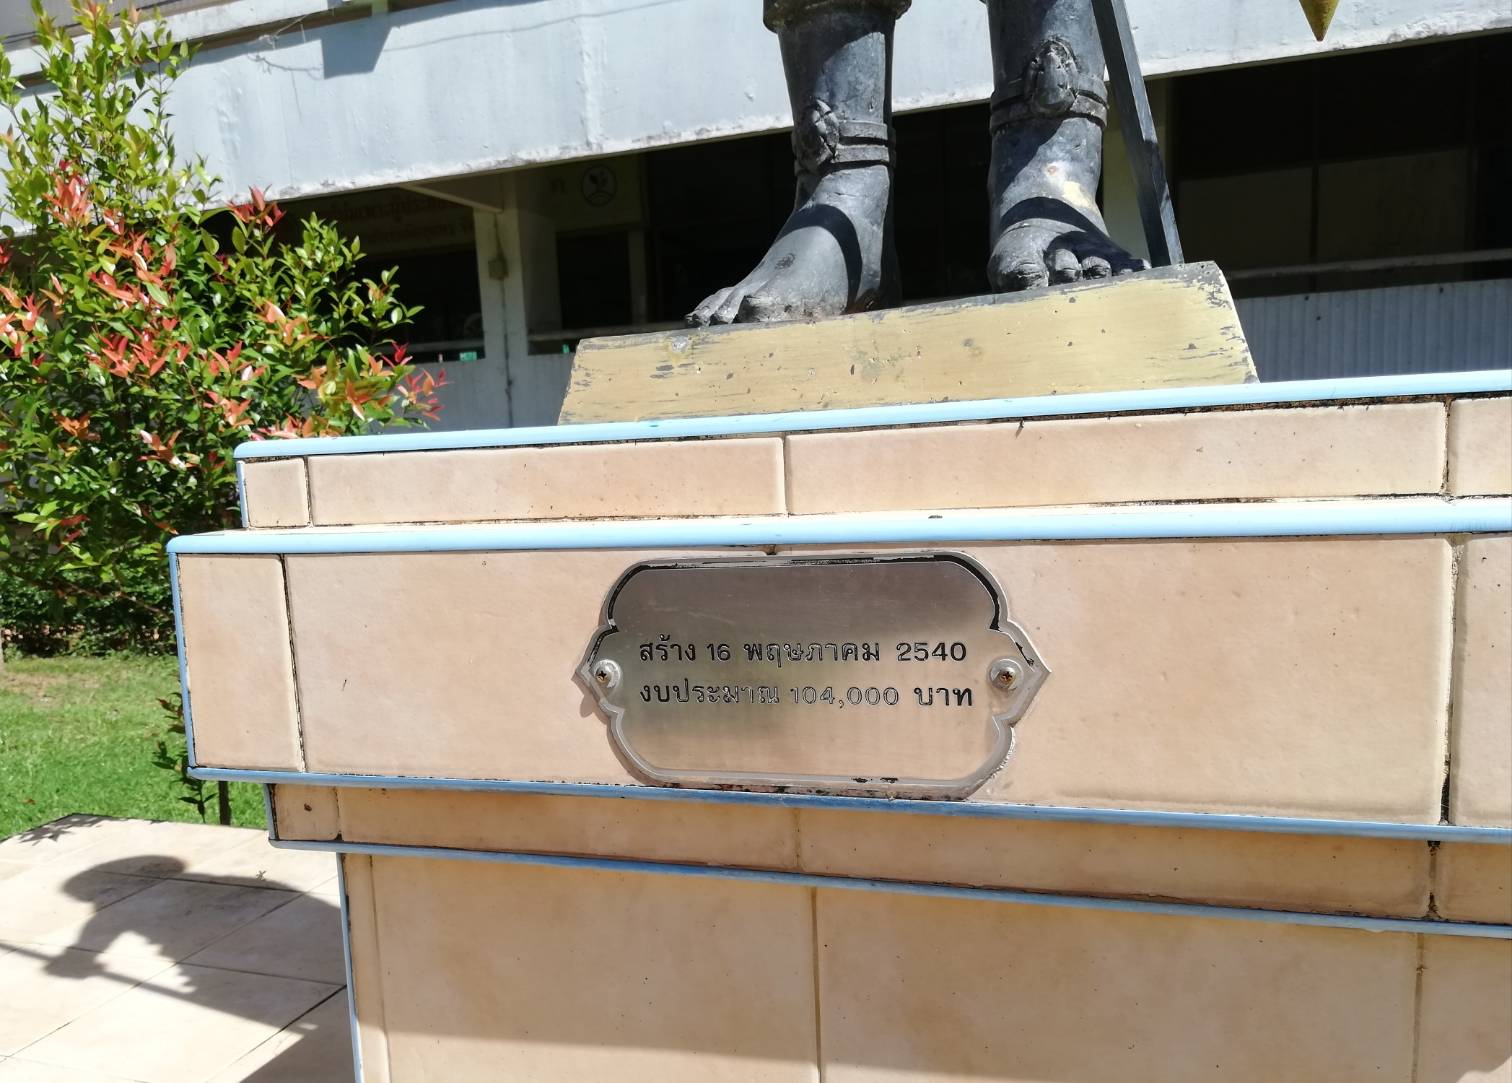 สร้าง 16 พฤษภาคม 2540
งบประมาณ 104,000 บาท